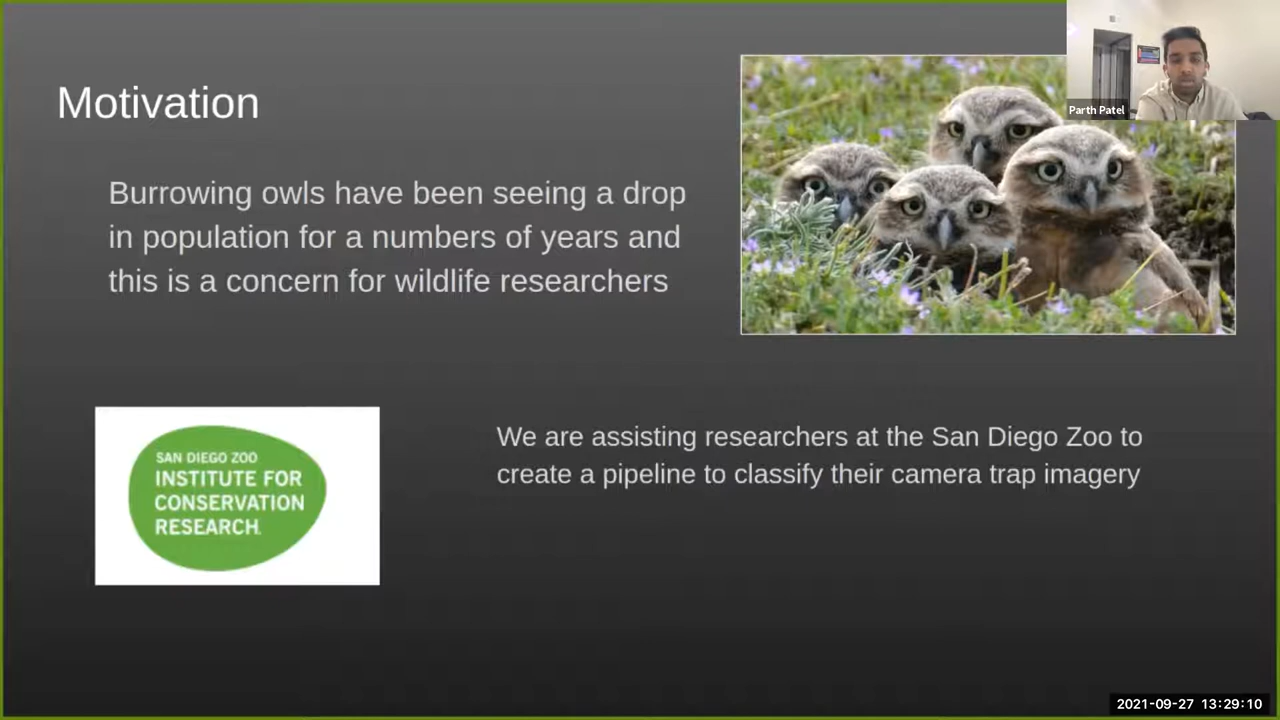 Motivation
Parth Patel
Burrowing owls have been seeing a drop
in population for a numbers of years and
this is a concern for wildlife researchers
SAN DIEGO ZOO
INSTITUTE FOR
CONSERVATION
RESEARCH.
We are assisting researchers at the San Diego Zoo to
create a pipeline to classify their camera trap imagery
2021-09-27 13:29:10